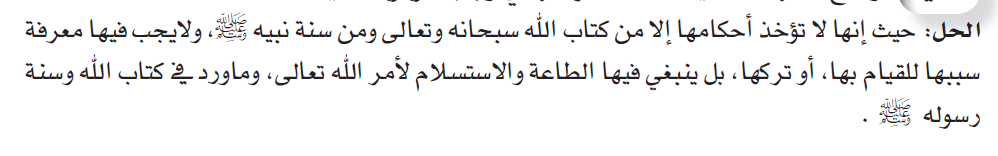 الحل: حيث إنها لا تؤخذ أحكامها إلا من كتاب الله سبحانه وتعالى ومن سنة نبيه ﷺ، ولايجب فيها معرفة
سببها للقيام بها، أو تركها، بل ينبغي فيها الطاعة والاستسلام لأمر الله تعالى، وماورد في كتاب الله وسنة
رسوله ﷺ .